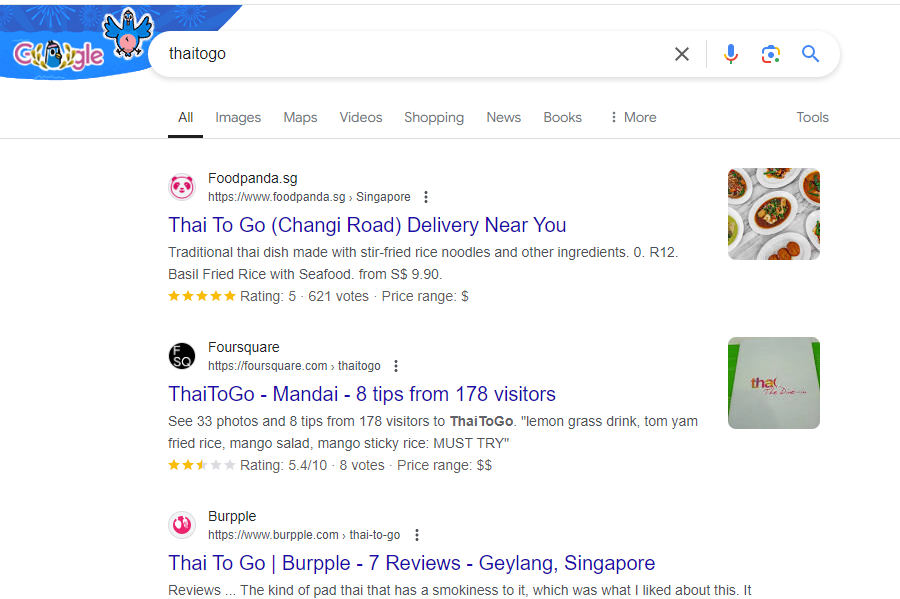 Google
thaitogo
All Images Maps Videos Shopping News Books More Tools
Foodpanda.sg
https://www.foodpanda.sg › Singapore
Thai To Go (Changi Road) Delivery Near You
Traditional thai dish made with stir-fried rice noodles and other ingredients. 0. R12.
Basil Fried Rice with Seafood. from S$ 9.90.
Rating: 5 · 621 votes · Price range: $
FSQ
Foursquare
https://foursquare.com › thaitogo
ThaiToGo - Mandai - 8 tips from 178 visitors
See 33 photos and 8 tips from 178 visitors to ThaiToGo. "lemon grass drink, tom yam
fried rice, mango salad, mango sticky rice: MUST TRY"
Rating: 5.4/10 · 8 votes · Price range: $$
thai
Burpple
https://www.burpple.com › thai-to-go
Thai To Go | Burpple - 7 Reviews - Geylang, Singapore
Reviews ... The kind of pad thai that has a smokiness to it, which was what I liked about this. It